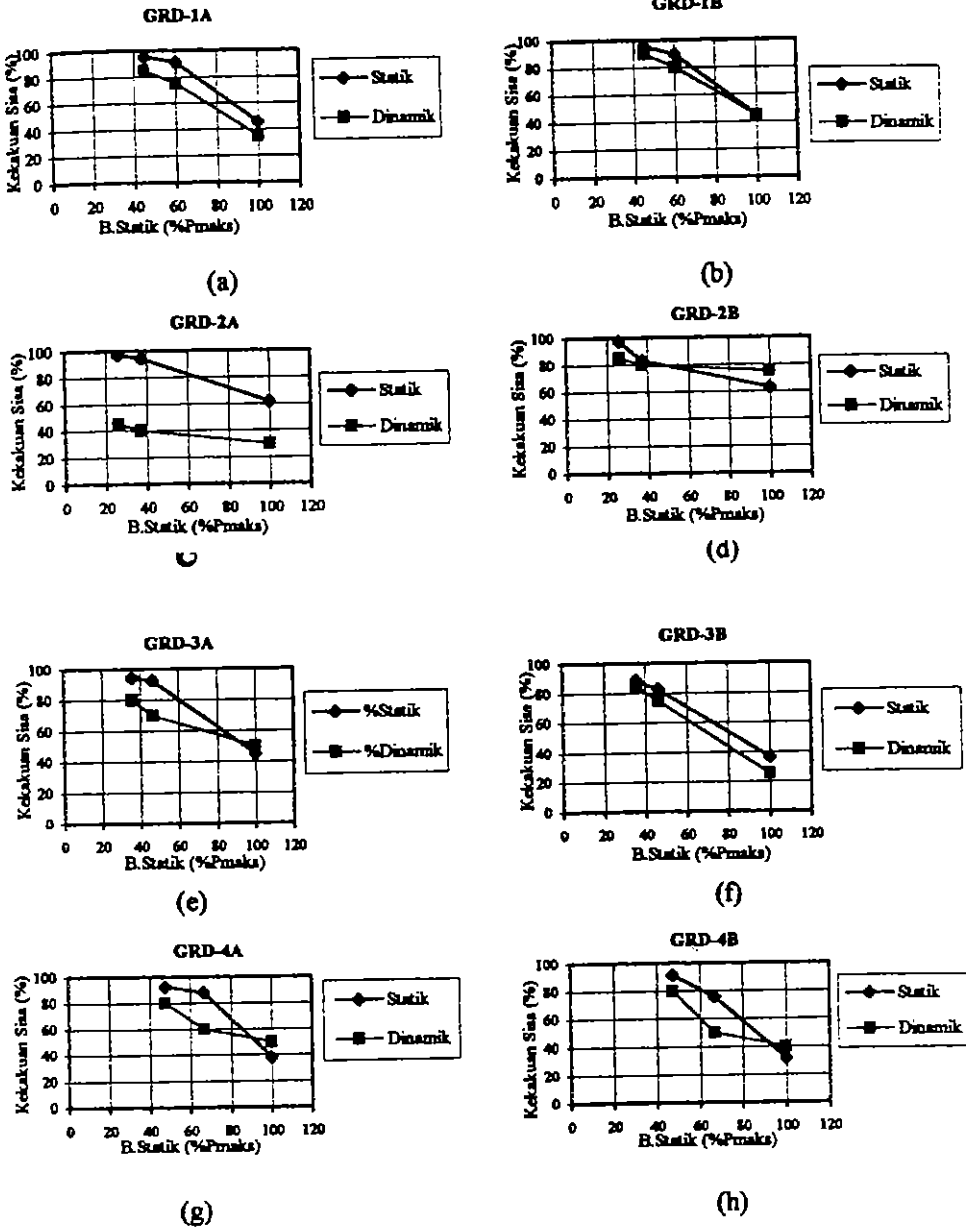 GRD-1A
Kekakuan Sisa (%)
100
80
60
40
20
0
0 20 40 60 80 100 120
B.Statik (%Pmaks)
Statik
Dinamik
(a)
GRD-1B
Kekakuan Sisa (%)
100
80
60
40
20
0
0 20 40 60 80 100 120
B.Statik (%Pmaks)
Statik
Dinamik
(b)
GRD-2A
Kekakuan Sisa (%)
100
80
60
40
20
0
0 20 40 60 80 100 120
B.Statik (%Pmaks)
Statik
Dinamik
C
GRD-2B
Kekakuan Sisa (%)
100
80
60
40
20
0
0 20 40 60 80 100 120
B.Statik (%Pmaks)
Statik
Dinamik
(d)
GRD-3A
Kekakuan Sisa (%)
100
80
60
40
20
0
0 20 40 60 80 100 120
B.Statik (%Pmaks)
%Statik
%Dinamik
(e)
GRD-3B
Kekakuan Sisa (%)
100
80
60
40
20
0
0 20 40 60 80 100 120
B.Statik (%Pmaks)
Statik
Dinamik
(f)
GRD-4A
Kekakuan Sisa (%)
100
80
60
40
20
0
0 20 40 60 80 100 120
B.Statik (%Pmaks)
Statik
Dinamik
(g)
GRD-4B
Kekakuan Sisa (%)
100
80
60
40
20
0
0 20 40 60 80 100 120
B.Statik (%Pmaks)
Statik
Dinamik
(h)